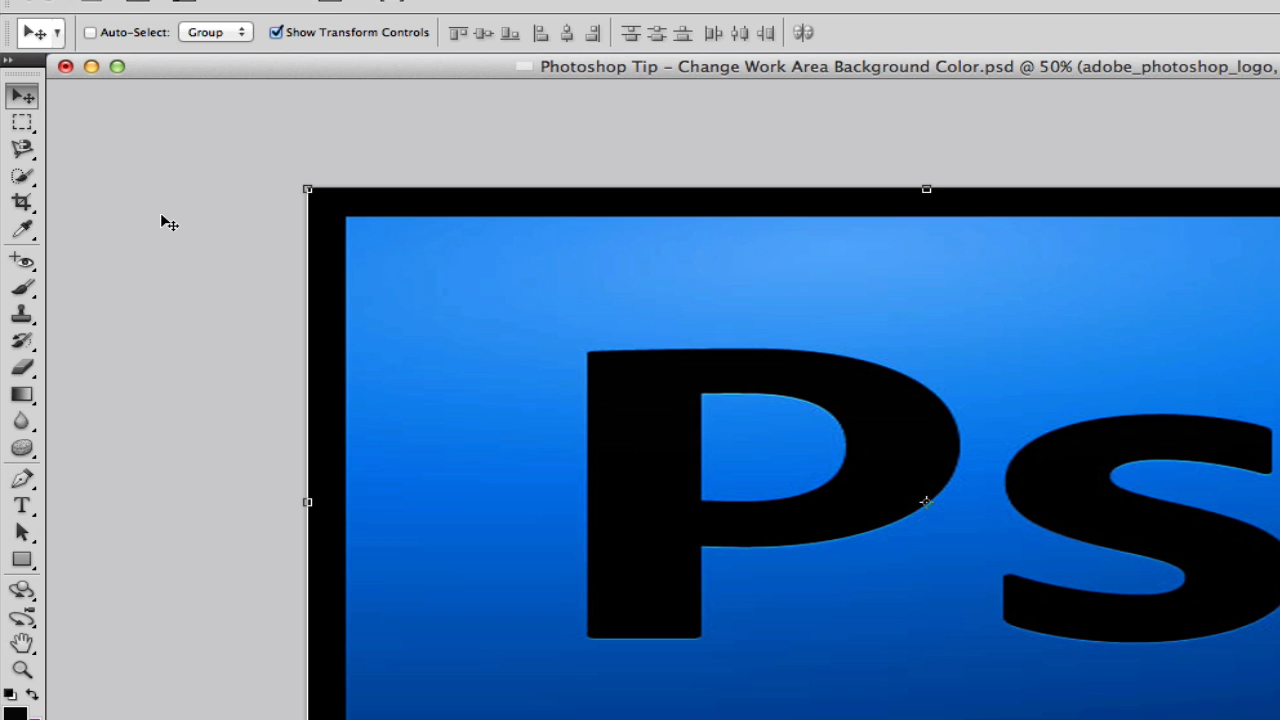 Auto-Select: Group Show Transform Controls
Photoshop Tip – Change Work Area Background Color.psd @ 50% (adobe_photoshop_logo,
Ps